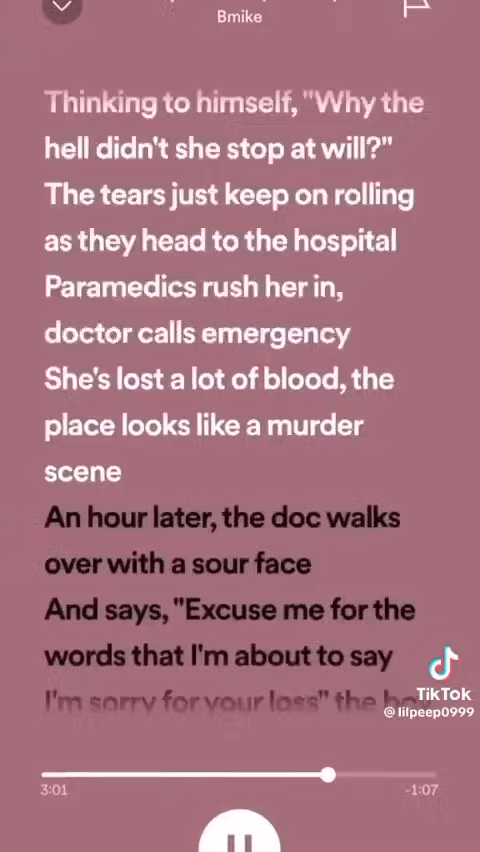 Bmike
Thinking to himself, "Why the
hell didn't she stop at will?"
The tears just keep on rolling
as they head to the hospital
Paramedics rush her in,
doctor calls emergency
She's lost a lot of blood, the
place looks like a murder
scene
An hour later, the doc walks
over with a sour face
And says, "Excuse me for the
words that I'm about to say
I'm sorry for your loss" the boy
TikTok
@lilpeep0999
3:01
-1:07